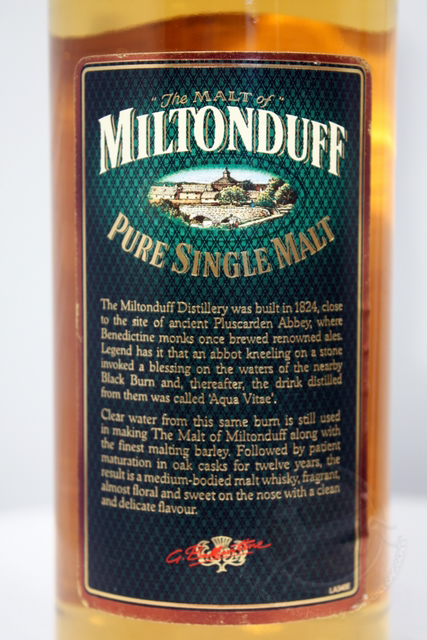 "The MALT of"
MILTONDUFF
PURE SINGLE MALT
The Miltonduff Distillery was built in 1824, close
to the site of ancient Pluscarden Abbey, where
Benedictine monks once brewed renowned ales.
Legend has it that an abbot kneeling on a stone
invoked a blessing on the waters of the nearby
Black Burn and, thereafter, the drink distilled
from them was called 'Aqua Vitae'.
Clear water from this same burn is still used
in making The Malt of Miltonduff along with
the finest malting barley. Followed by patient
maturation in oak casks for twelve years, the
result is a medium-bodied malt whisky, fragrant,
almost floral and sweet on the nose with a clean
and delicate flavour.